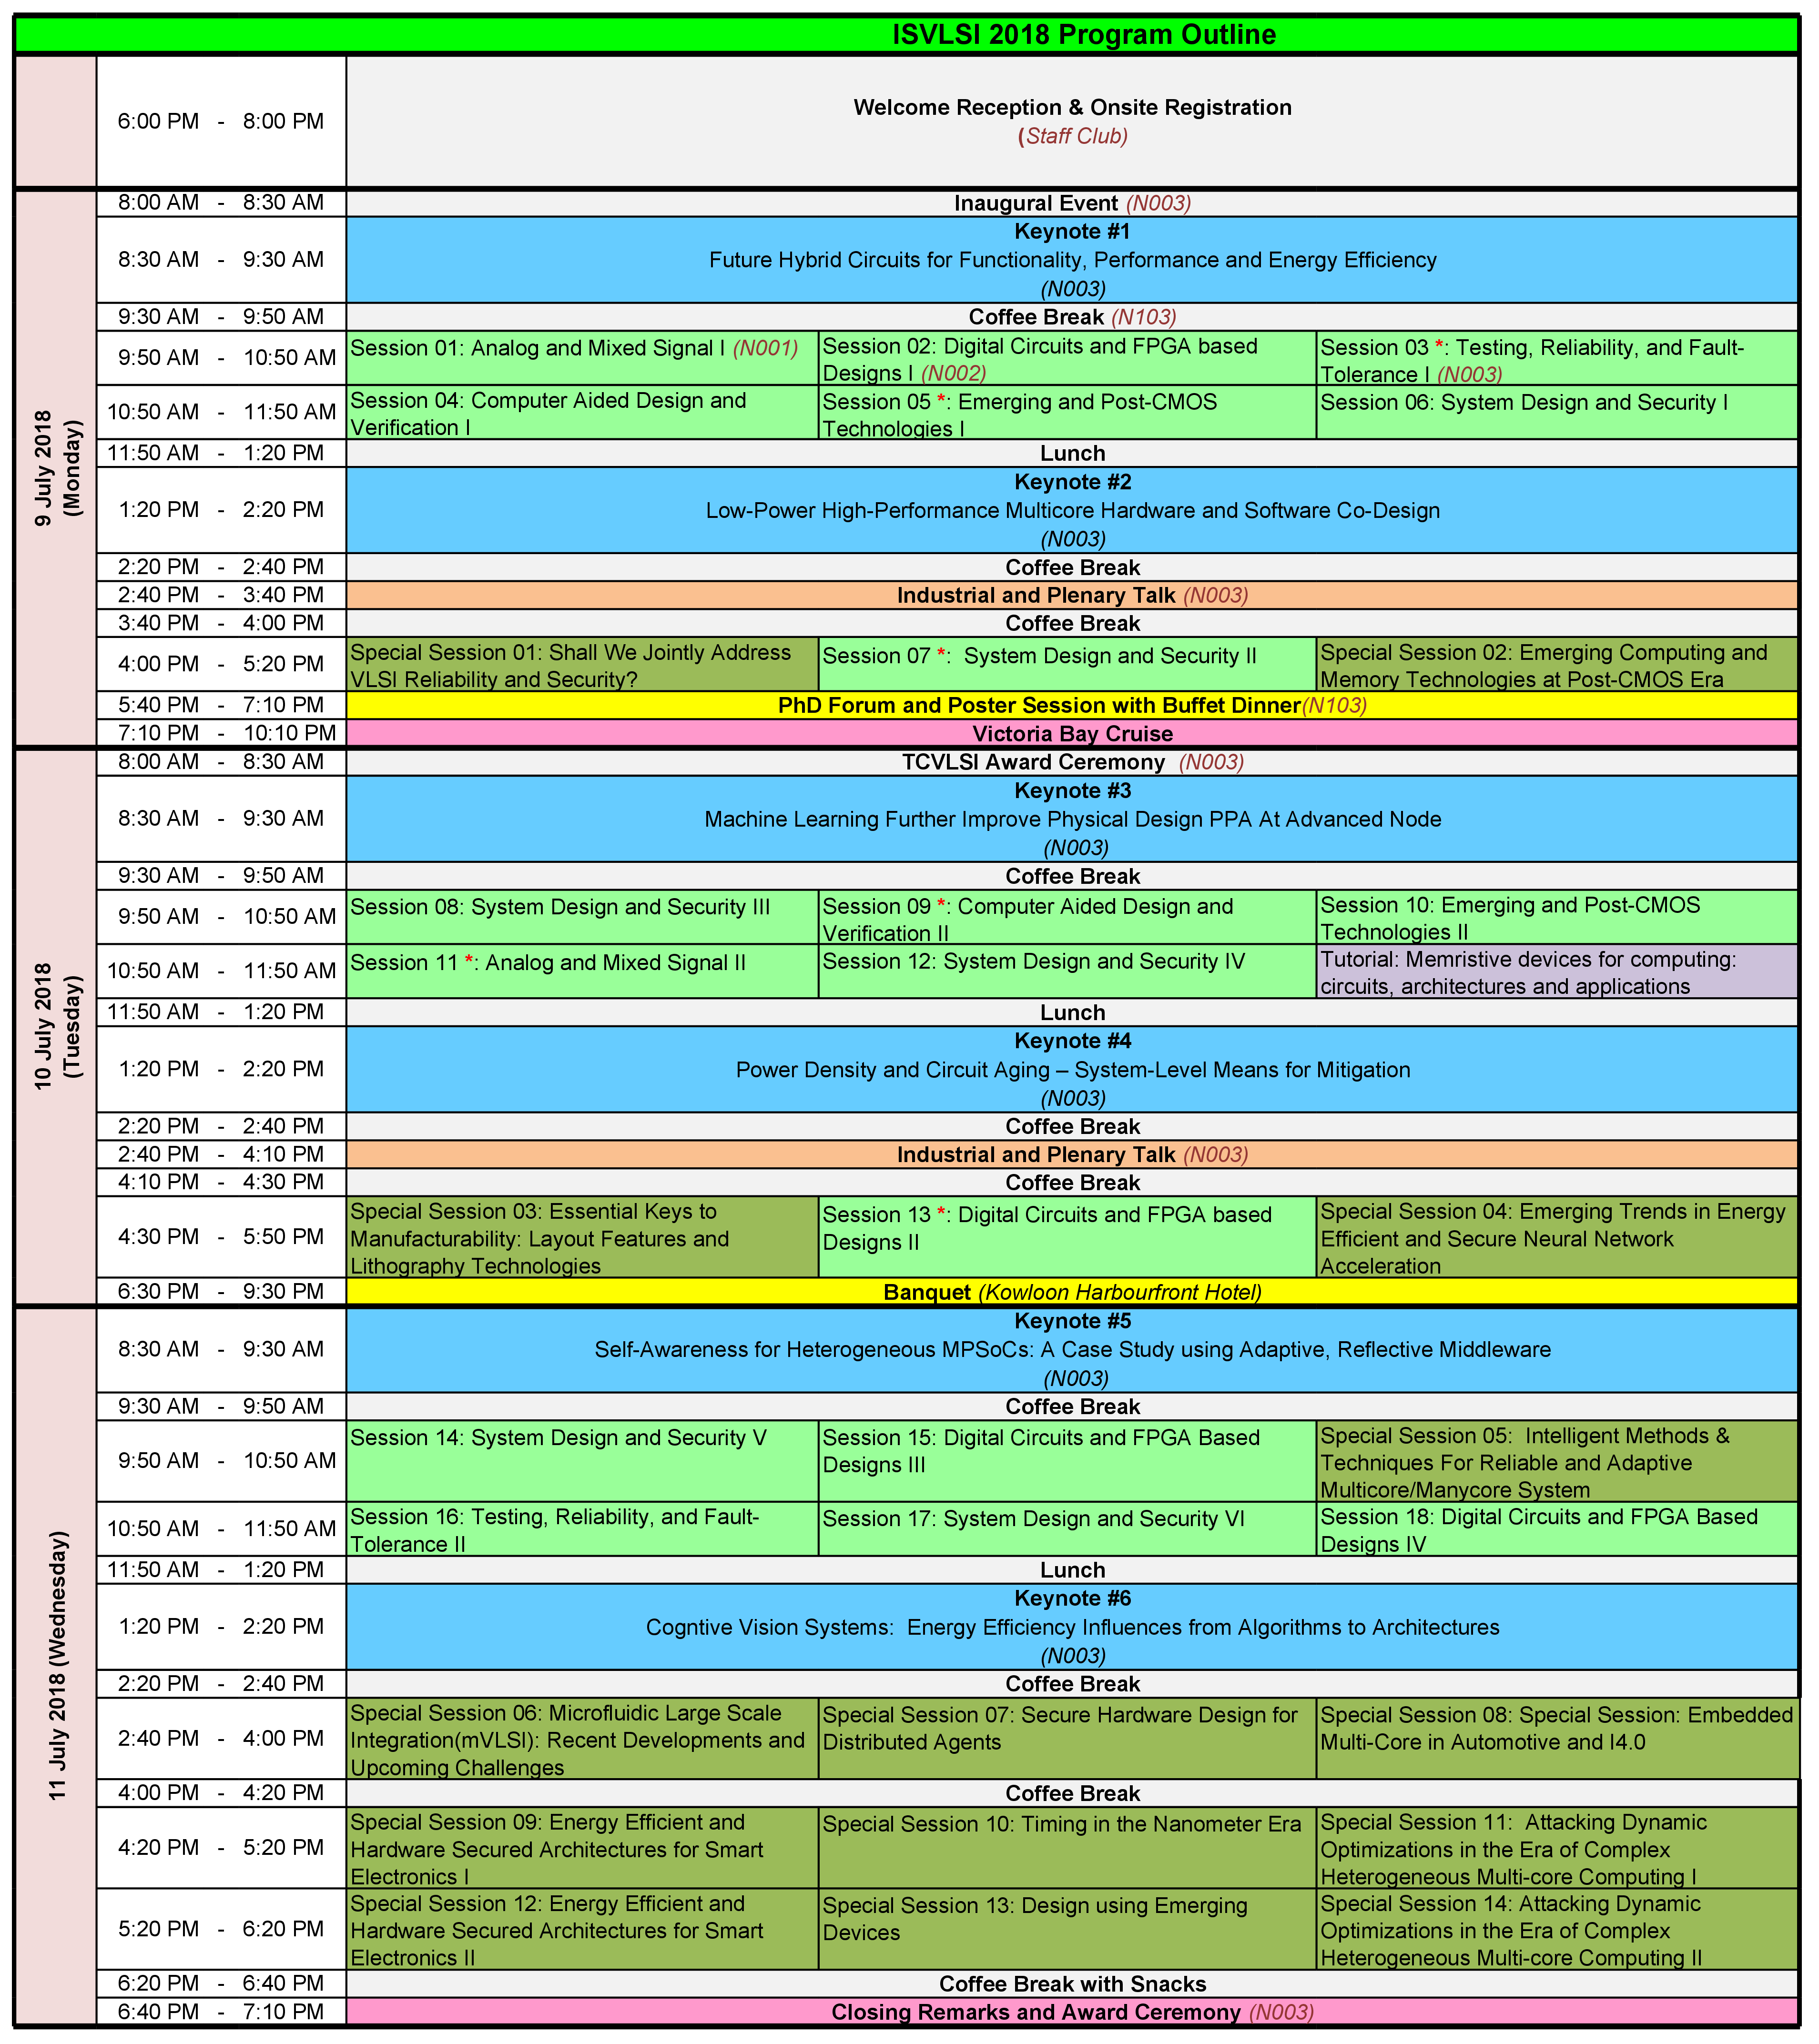 ISVLSI 2018 Program Outline
6:00 PM - 8:00 PM
Welcome Reception & Onsite Registration
(Staff Club)
9 July 2018
(Monday)
8:00 AM - 8:30 AM
Inaugural Event (N003)
8:30 AM - 9:30 AM
Keynote #1
Future Hybrid Circuits for Functionality, Performance and Energy Efficiency
(N003)
9:30 AM - 9:50 AM
Coffee Break (N103)
9:50 AM - 10:50 AM
Session 01: Analog and Mixed Signal I (N001)
Session 02: Digital Circuits and FPGA based
Designs I (N002)
Session 03 *: Testing, Reliability, and Fault-
Tolerance I (N003)
10:50 AM - 11:50 AM
Session 04: Computer Aided Design and
Verification I
Session 05 *: Emerging and Post-CMOS
Technologies I
Session 06: System Design and Security I
11:50 AM - 1:20 PM
Lunch
1:20 PM - 2:20 PM
Keynote #2
Low-Power High-Performance Multicore Hardware and Software Co-Design
(N003)
2:20 PM - 2:40 PM
Coffee Break
2:40 PM - 3:40 PM
Industrial and Plenary Talk (N003)
3:40 PM - 4:00 PM
Coffee Break
4:00 PM - 5:20 PM
Special Session 01: Shall We Jointly Address
VLSI Reliability and Security?
Session 07 *: System Design and Security II
Special Session 02: Emerging Computing and
Memory Technologies at Post-CMOS Era
5:40 PM - 7:10 PM
PhD Forum and Poster Session with Buffet Dinner(N103)
7:10 PM - 10:10 PM
Victoria Bay Cruise
10 July 2018
(Tuesday)
8:00 AM - 8:30 AM
TCVLSI Award Ceremony (N003)
8:30 AM - 9:30 AM
Keynote #3
Machine Learning Further Improve Physical Design PPA At Advanced Node
(N003)
9:30 AM - 9:50 AM
Coffee Break
9:50 AM - 10:50 AM
Session 08: System Design and Security III
Session 09 *: Computer Aided Design and
Verification II
Session 10: Emerging and Post-CMOS
Technologies II
10:50 AM - 11:50 AM
Session 11 *: Analog and Mixed Signal II
Session 12: System Design and Security IV
Tutorial: Memristive devices for computing:
circuits, architectures and applications
11:50 AM - 1:20 PM
Lunch
1:20 PM - 2:20 PM
Keynote #4
Power Density and Circuit Aging – System-Level Means for Mitigation
(N003)
2:20 PM - 2:40 PM
Coffee Break
2:40 PM - 4:10 PM
Industrial and Plenary Talk (N003)
4:10 PM - 4:30 PM
Coffee Break
4:30 PM - 5:50 PM
Special Session 03: Essential Keys to
Manufacturability: Layout Features and
Lithography Technologies
Session 13 *: Digital Circuits and FPGA based
Designs II
Special Session 04: Emerging Trends in Energy
Efficient and Secure Neural Network
Acceleration
6:30 PM - 9:30 PM
Banquet (Kowloon Harbourfront Hotel)
11 July 2018 (Wednesday)
8:30 AM - 9:30 AM
Keynote #5
Self-Awareness for Heterogeneous MPSoCs: A Case Study using Adaptive, Reflective Middleware
(N003)
9:30 AM - 9:50 AM
Coffee Break
9:50 AM - 10:50 AM
Session 14: System Design and Security V
Session 15: Digital Circuits and FPGA Based
Designs III
Special Session 05: Intelligent Methods &
Techniques For Reliable and Adaptive
Multicore/Manycore System
10:50 AM - 11:50 AM
Session 16: Testing, Reliability, and Fault-
Tolerance II
Session 17: System Design and Security VI
Session 18: Digital Circuits and FPGA Based
Designs IV
11:50 AM - 1:20 PM
Lunch
1:20 PM - 2:20 PM
Keynote #6
Cogntive Vision Systems: Energy Efficiency Influences from Algorithms to Architectures
(N003)
2:20 PM - 2:40 PM
Coffee Break
2:40 PM - 4:00 PM
Special Session 06: Microfluidic Large Scale
Integration(mVLSI): Recent Developments and
Upcoming Challenges
Special Session 07: Secure Hardware Design for
Distributed Agents
Special Session 08: Special Session: Embedded
Multi-Core in Automotive and I4.0
4:00 PM - 4:20 PM
Coffee Break
4:20 PM - 5:20 PM
Special Session 09: Energy Efficient and
Hardware Secured Architectures for Smart
Electronics I
Special Session 10: Timing in the Nanometer Era
Special Session 11: Attacking Dynamic
Optimizations in the Era of Complex
Heterogeneous Multi-core Computing I
5:20 PM - 6:20 PM
Special Session 12: Energy Efficient and
Hardware Secured Architectures for Smart
Electronics II
Special Session 13: Design using Emerging
Devices
Special Session 14: Attacking Dynamic
Optimizations in the Era of Complex
Heterogeneous Multi-core Computing II
6:20 PM - 6:40 PM
Coffee Break with Snacks
6:40 PM - 7:10 PM
Closing Remarks and Award Ceremony (N003)